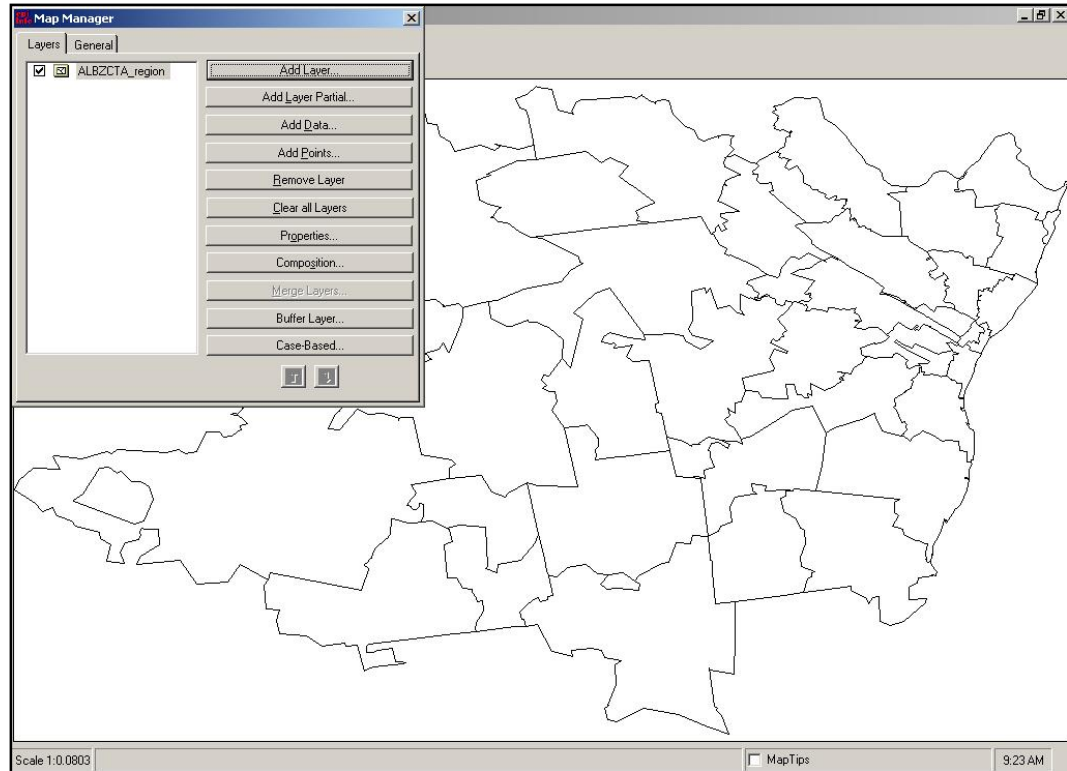 Map Manager
Layers General
ALBZCTA_region
Add Layer...
Add Layer Partial...
Add Data...
Add Points...
Remove Layer
Clear all Layers
Properties...
Composition...
Merge Layers...
Buffer Layer...
Case-Based...
Scale 1:0.0803
MapTips
9:23 AM